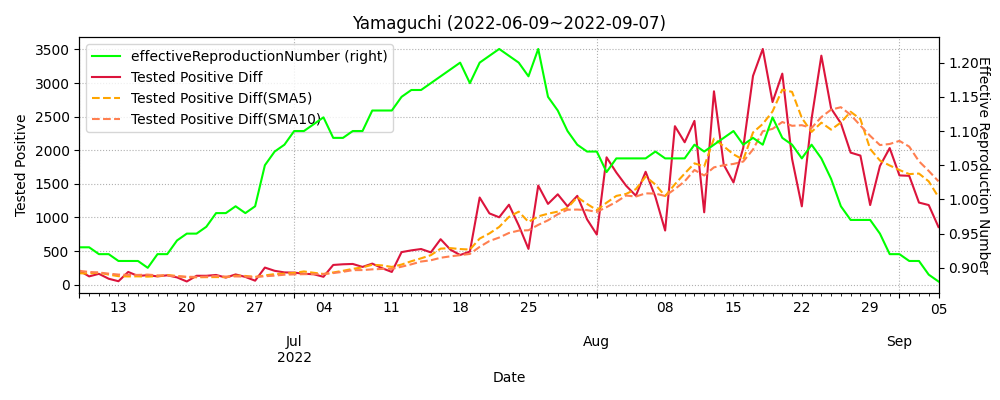 Yamaguchi (2022-06-09~2022-09-07)
effectiveReproductionNumber (right)
Tested Positive Diff
Tested Positive Diff(SMA5)
Tested Positive Diff(SMA10)
Tested Positive
3500
3000
2500
2000
1500
1000
500
0
Effective Reproduction Number
1.20
1.15
1.10
1.05
1.00
0.95
0.90
13 20 27 04 11 18 25 08 15 22 29 05
Jul Aug Sep
2022
Date